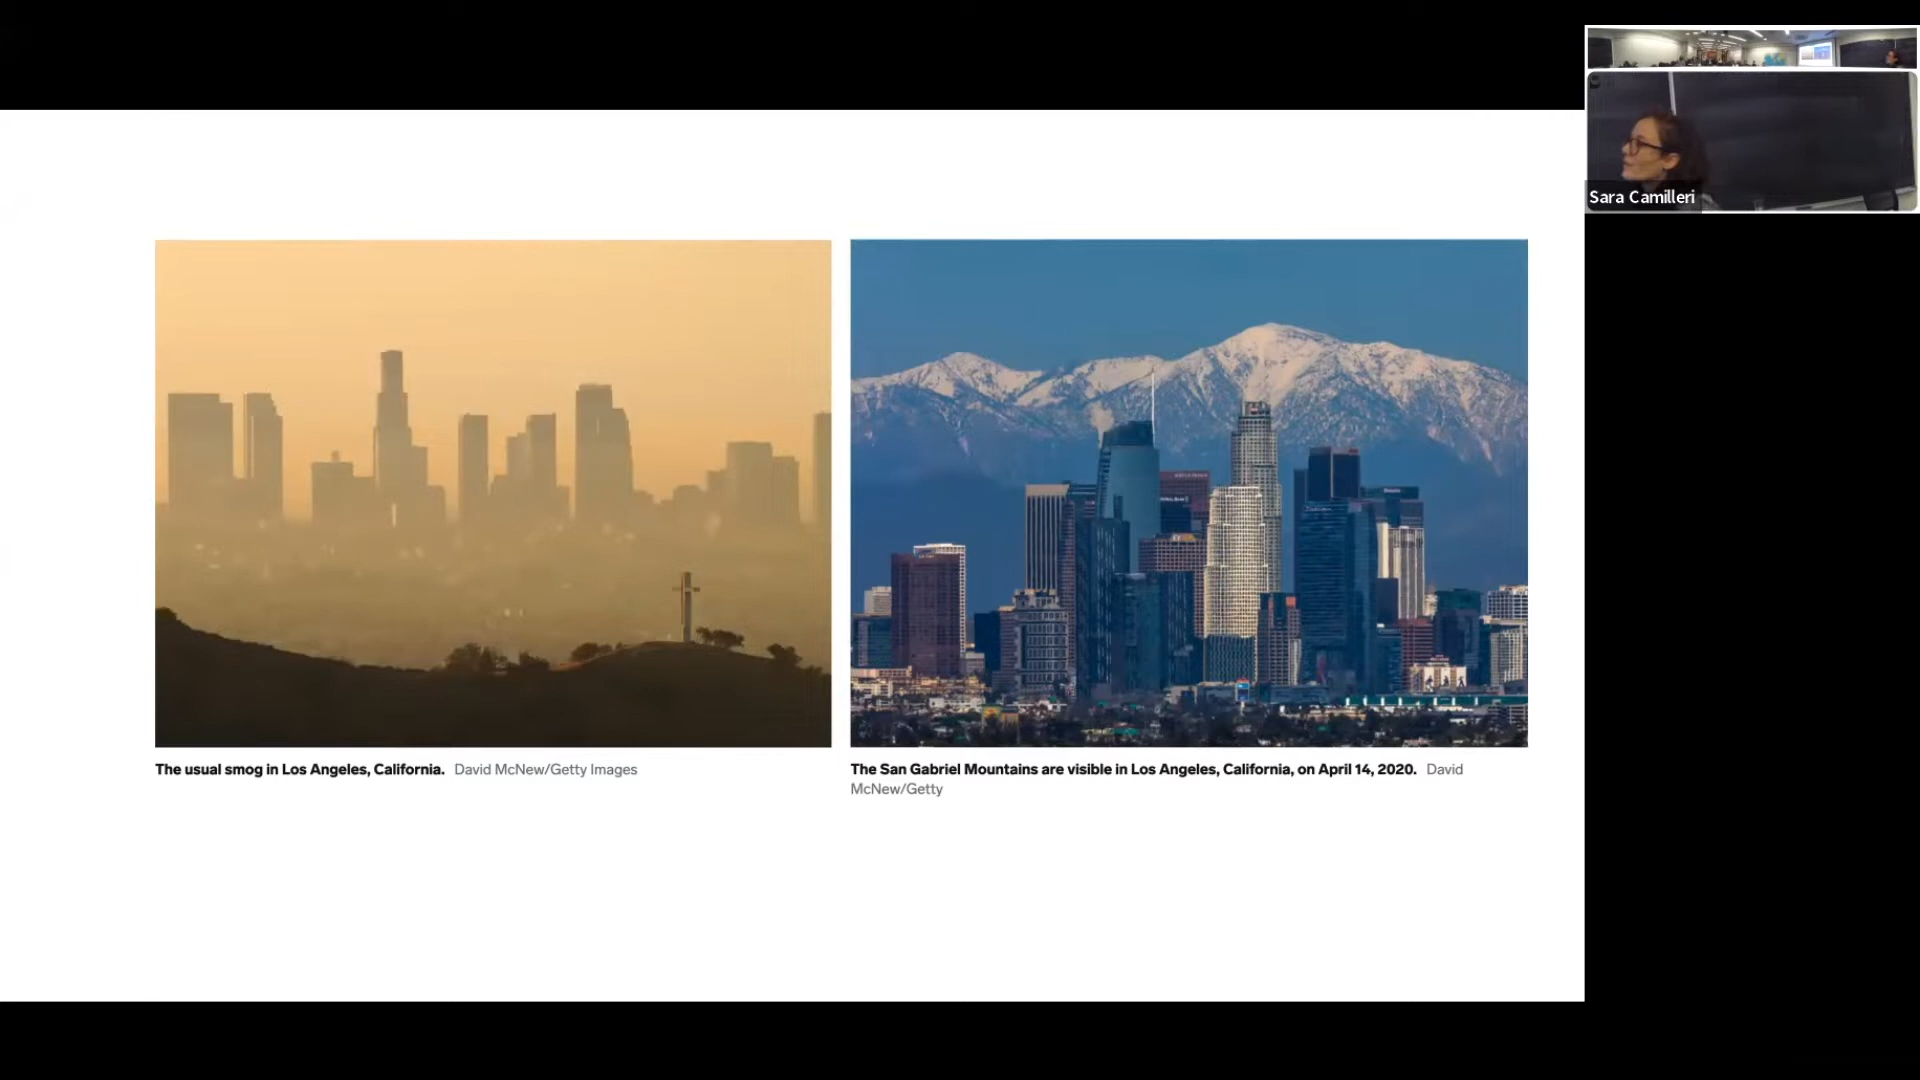 Sara Camilleri
The usual smog in Los Angeles, California. David McNew/Getty Images
The San Gabriel Mountains are visible in Los Angeles, California, on April 14, 2020. David
McNew/Getty